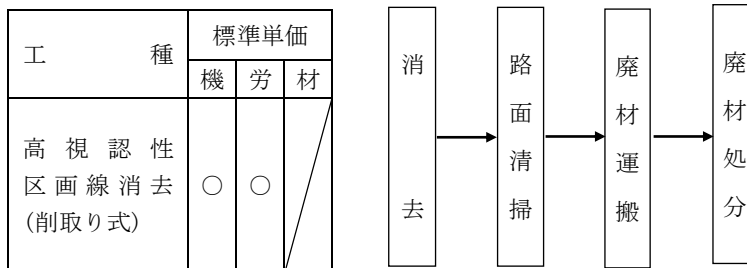 工種
標準単価
機 労 材
高視認性
区画線消去
(削取り式)
○ ○
消去
路面清掃
廃材運搬
廃材処分